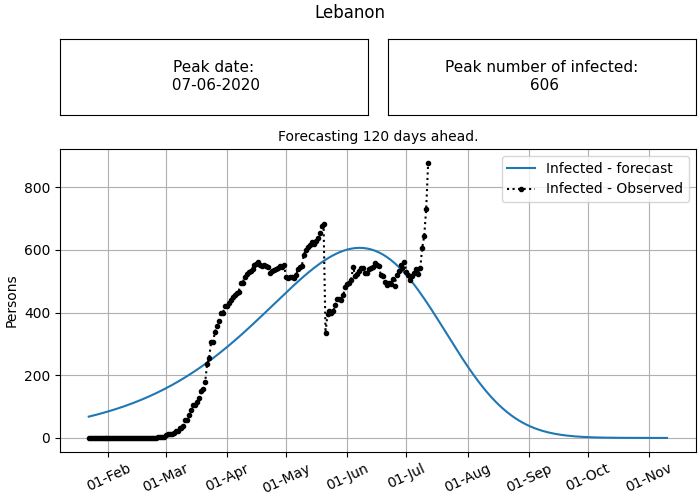 Lebanon
Peak date:
07-06-2020
Peak number of infected:
606
Forecasting 120 days ahead.
Infected - forecast
Infected - Observed
Persons
800
600
400
200
0
01-Feb
01-Mar
01-Apr
01-May
01-Jun
01-Jul
01-Aug
01-Sep
01-Oct
01-Nov